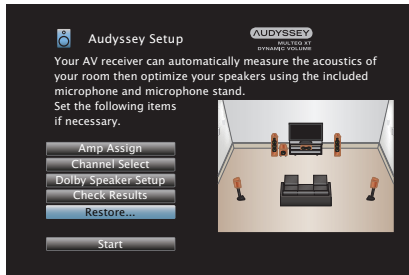 Audyssey Setup
AUDYSSEY
MULTEQ XT
DYNAMIC VOLUME
Your AV receiver can automatically measure the acoustics of
your room then optimize your speakers using the included
microphone and microphone stand.
Set the following items
if necessary.
Amp Assign
Channel Select
Dolby Speaker Setup
Check Results
Restore...
Start